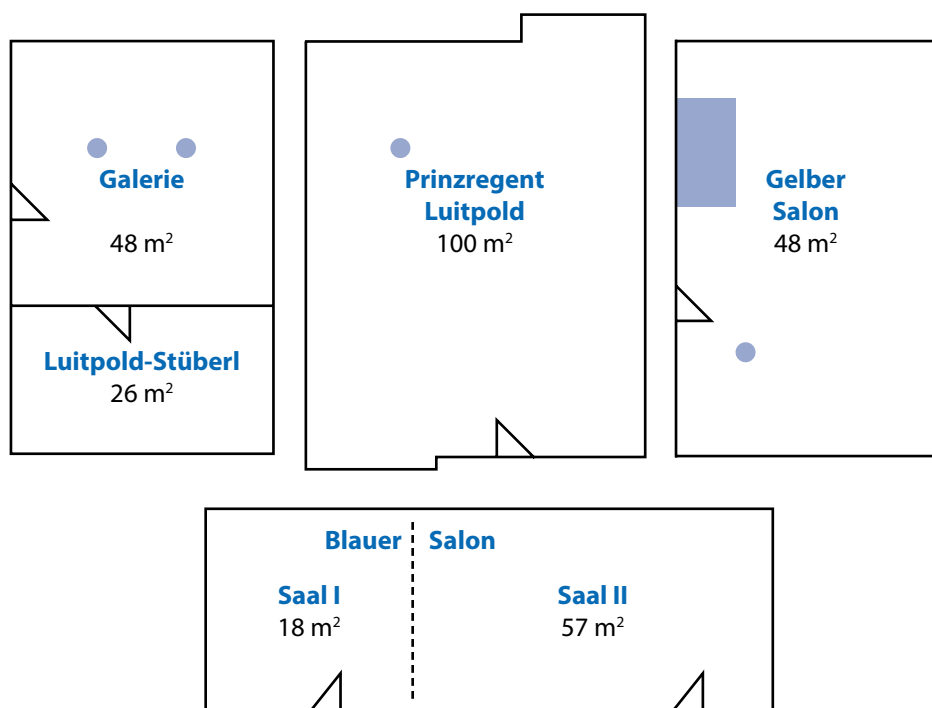 Galerie
48 m²
Luitpold-Stüberl
26 m²
Prinzregent
Luitpold
100 m²
Gelber
Salon
48 m²
Blauer Salon
Saal I
18 m²
Saal II
57 m²